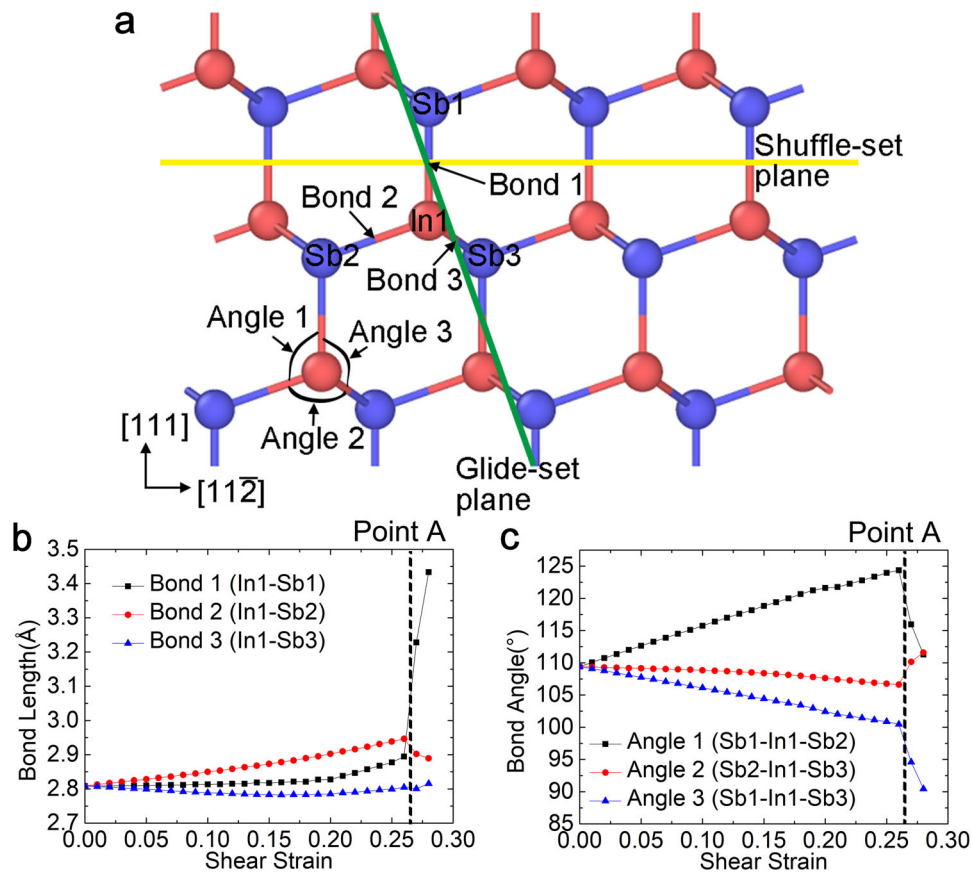 a
Sb1
Shuffle-set
plane
Bond 1
Bond 2
In1
Sb2
Sb3
Bond 3
Angle 1
Angle 3
Angle 2
[111]
[112̅]
Glide-set
plane
b
Point A
3.5
3.4
3.3
3.2
3.1
3.0
2.9
2.8
2.7
Bond Length(Å)
Bond 1 (In1-Sb1)
Bond 2 (In1-Sb2)
Bond 3 (In1-Sb3)
0.00 0.05 0.10 0.15 0.20 0.25 0.30
Shear Strain
c
Point A
125
120
115
110
105
100
95
90
85
Bond Angle(°)
Angle 1 (Sb1-In1-Sb2)
Angle 2 (Sb2-In1-Sb3)
Angle 3 (Sb1-In1-Sb3)
0.00 0.05 0.10 0.15 0.20 0.25 0.30
Shear Strain